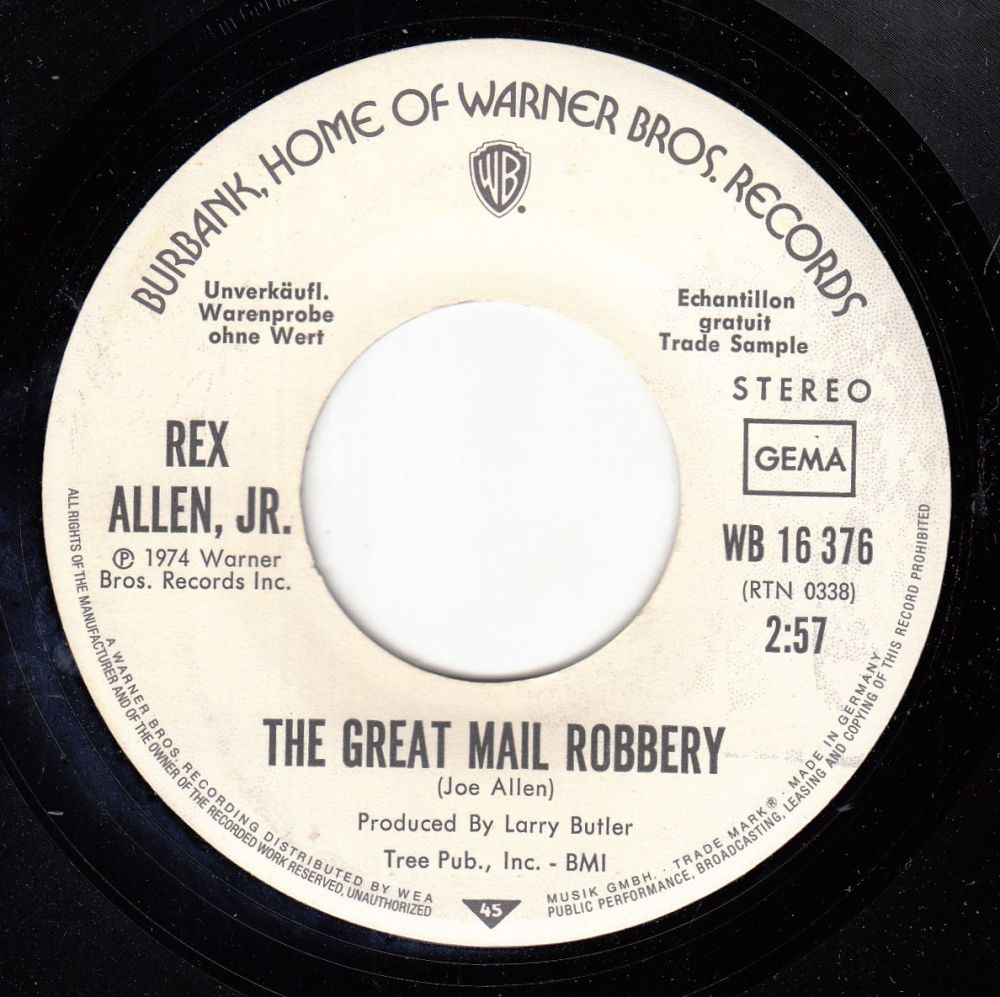 BURBANK, HOME OF WARNER BROS. RECORDS
WB
Unverkäufl.
Warenprobe
ohne Wert
Echantillon
gratuit
Trade Sample
STEREO
GEMA
REX
ALLEN, JR.
℗ 1974 Warner
Bros. Records Inc.
WB 16 376
(RTN 0338)
2:57
THE GREAT MAIL ROBBERY
(Joe Allen)
Produced By Larry Butler
Tree Pub., Inc. - BMI
A WARNER BROS. RECORDING DISTRIBUTED BY WEA MUSIK GMBH. . TRADE MARK® . MADE IN GERMANY
ALL RIGHTS OF THE MANUFACTURER AND OF THE OWNER OF THE RECORDED WORK RESERVED, UNAUTHORIZED PUBLIC PERFORMANCE, BROADCASTING, LEASING AND COPYING OF THIS RECORD PROHIBITED
45